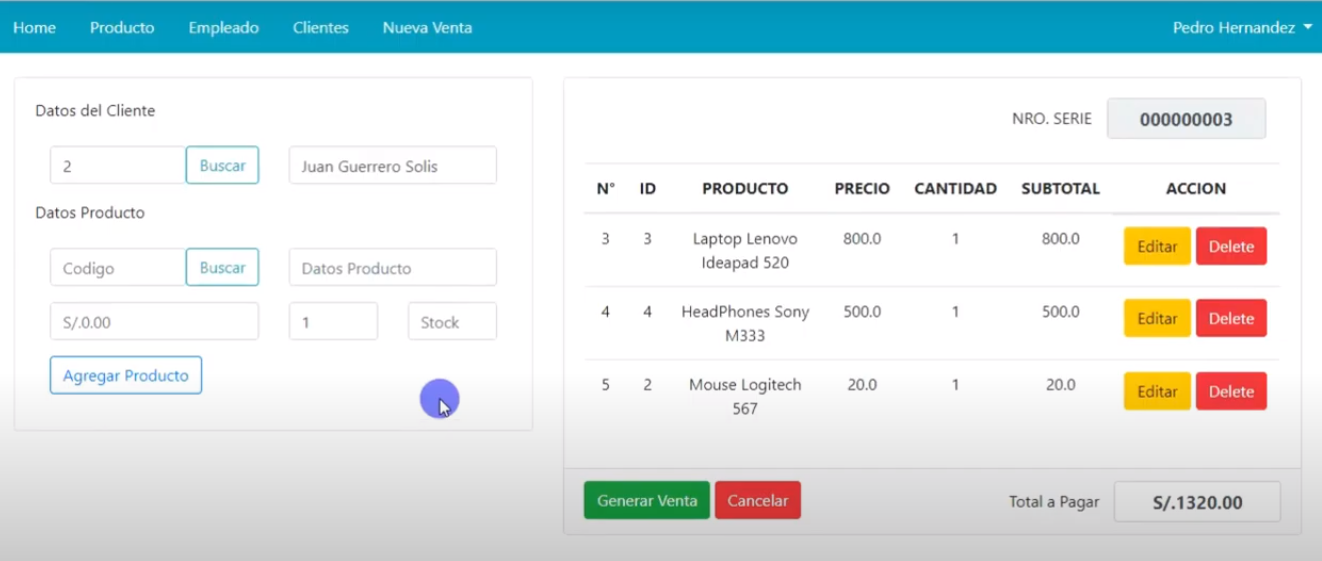 Home Producto Empleado Clientes Nueva Venta Pedro Hernandez
Datos del Cliente
2 Buscar Juan Guerrero Solis
Datos Producto
Codigo Buscar Datos Producto
S/.0.00 1 Stock
Agregar Producto
NRO. SERIE 000000003
N° ID PRODUCTO PRECIO CANTIDAD SUBTOTAL ACCION
3 3 Laptop Lenovo 800.0 1 800.0 Editar Delete
Ideapad 520
4 4 HeadPhones Sony 500.0 1 500.0 Editar Delete
M333
5 2 Mouse Logitech 20.0 1 20.0 Editar Delete
567
Generar Venta Cancelar Total a Pagar S/.1320.00